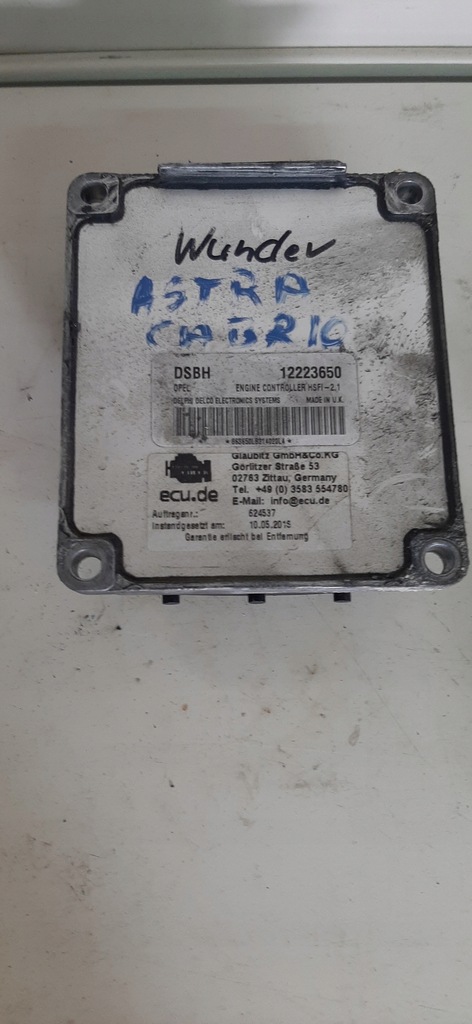 Wunder
ASTRA
CABRIO
DSBH 12223650
OPEL ENGINE CONTROLLER HSFI-2.1
DELPHI DELCO ELECTRONICS SYSTEMS MADE IN U.K.
Glaubitz GmbH&Co.KG
Görlitzer Straße 53
02763 Zittau, Germany
Tel. +49 (0) 3583 554780
E-Mail: info@ecu.de
ecu.de
Auftragsnr.: 524537
Instandgesetzt am: 10.05.2015
Garantie erlischt bei Entfernung